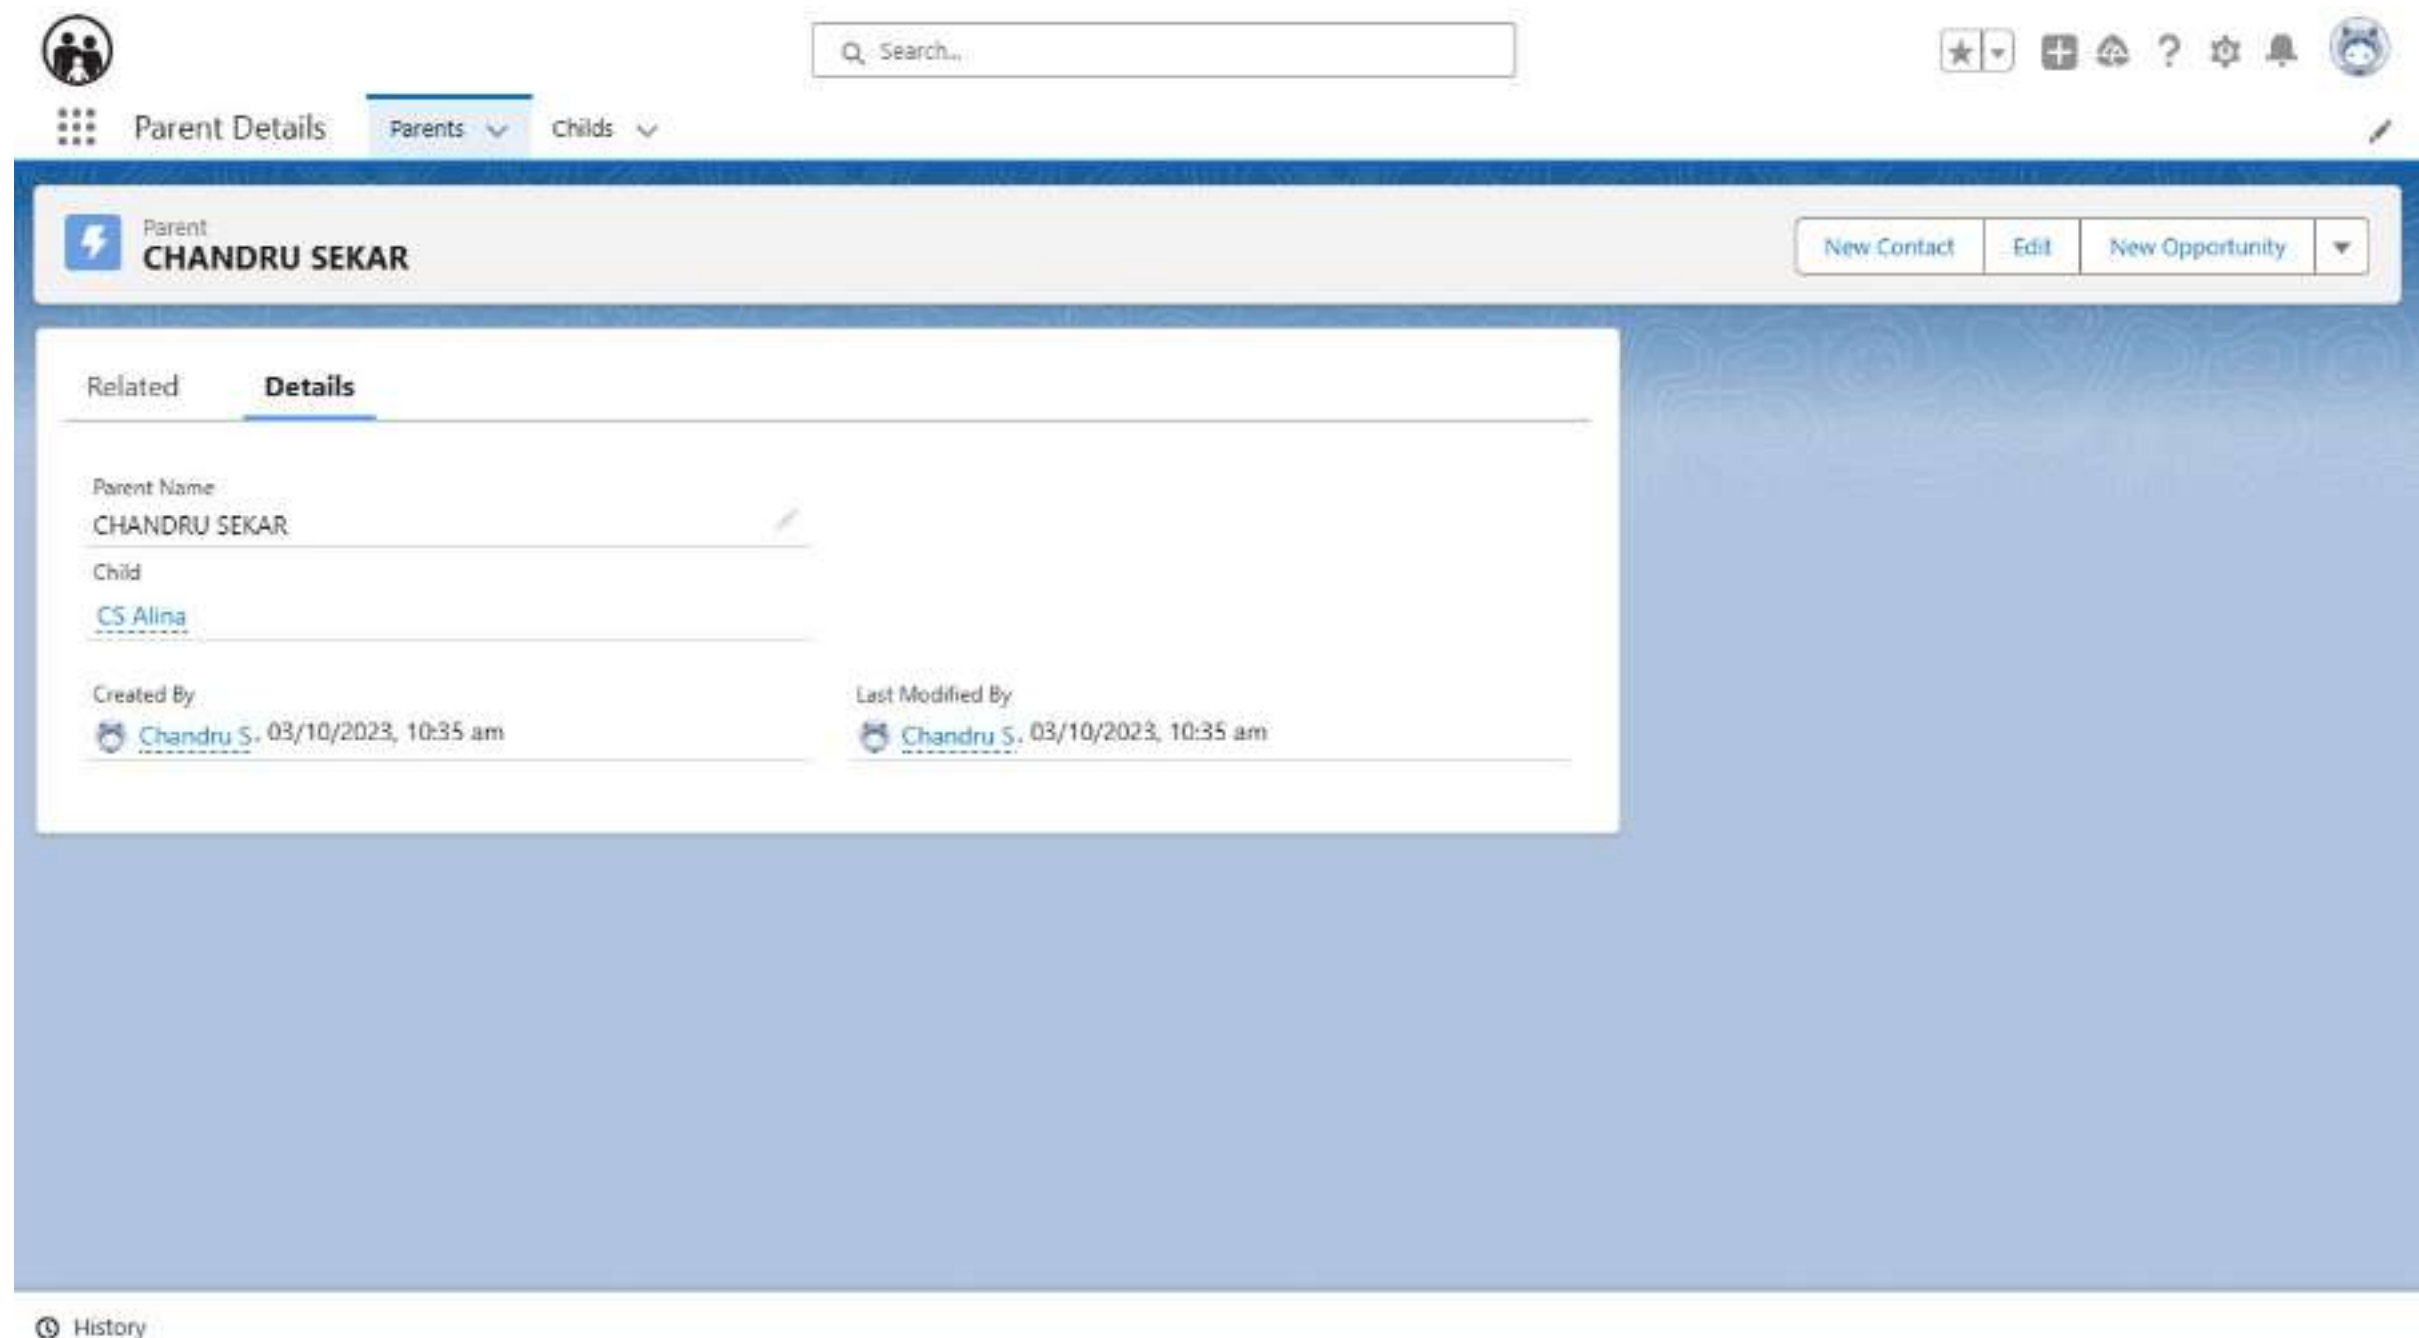 Search...
Parent Details Parents Childs
Parent
CHANDRU SEKAR
New Contact Edit New Opportunity
Related Details
Parent Name
CHANDRU SEKAR
Child
CS Alina
Created By
Chandru S, 03/10/2023, 10:35 am
Last Modified By
Chandru S, 03/10/2023, 10:35 am
History